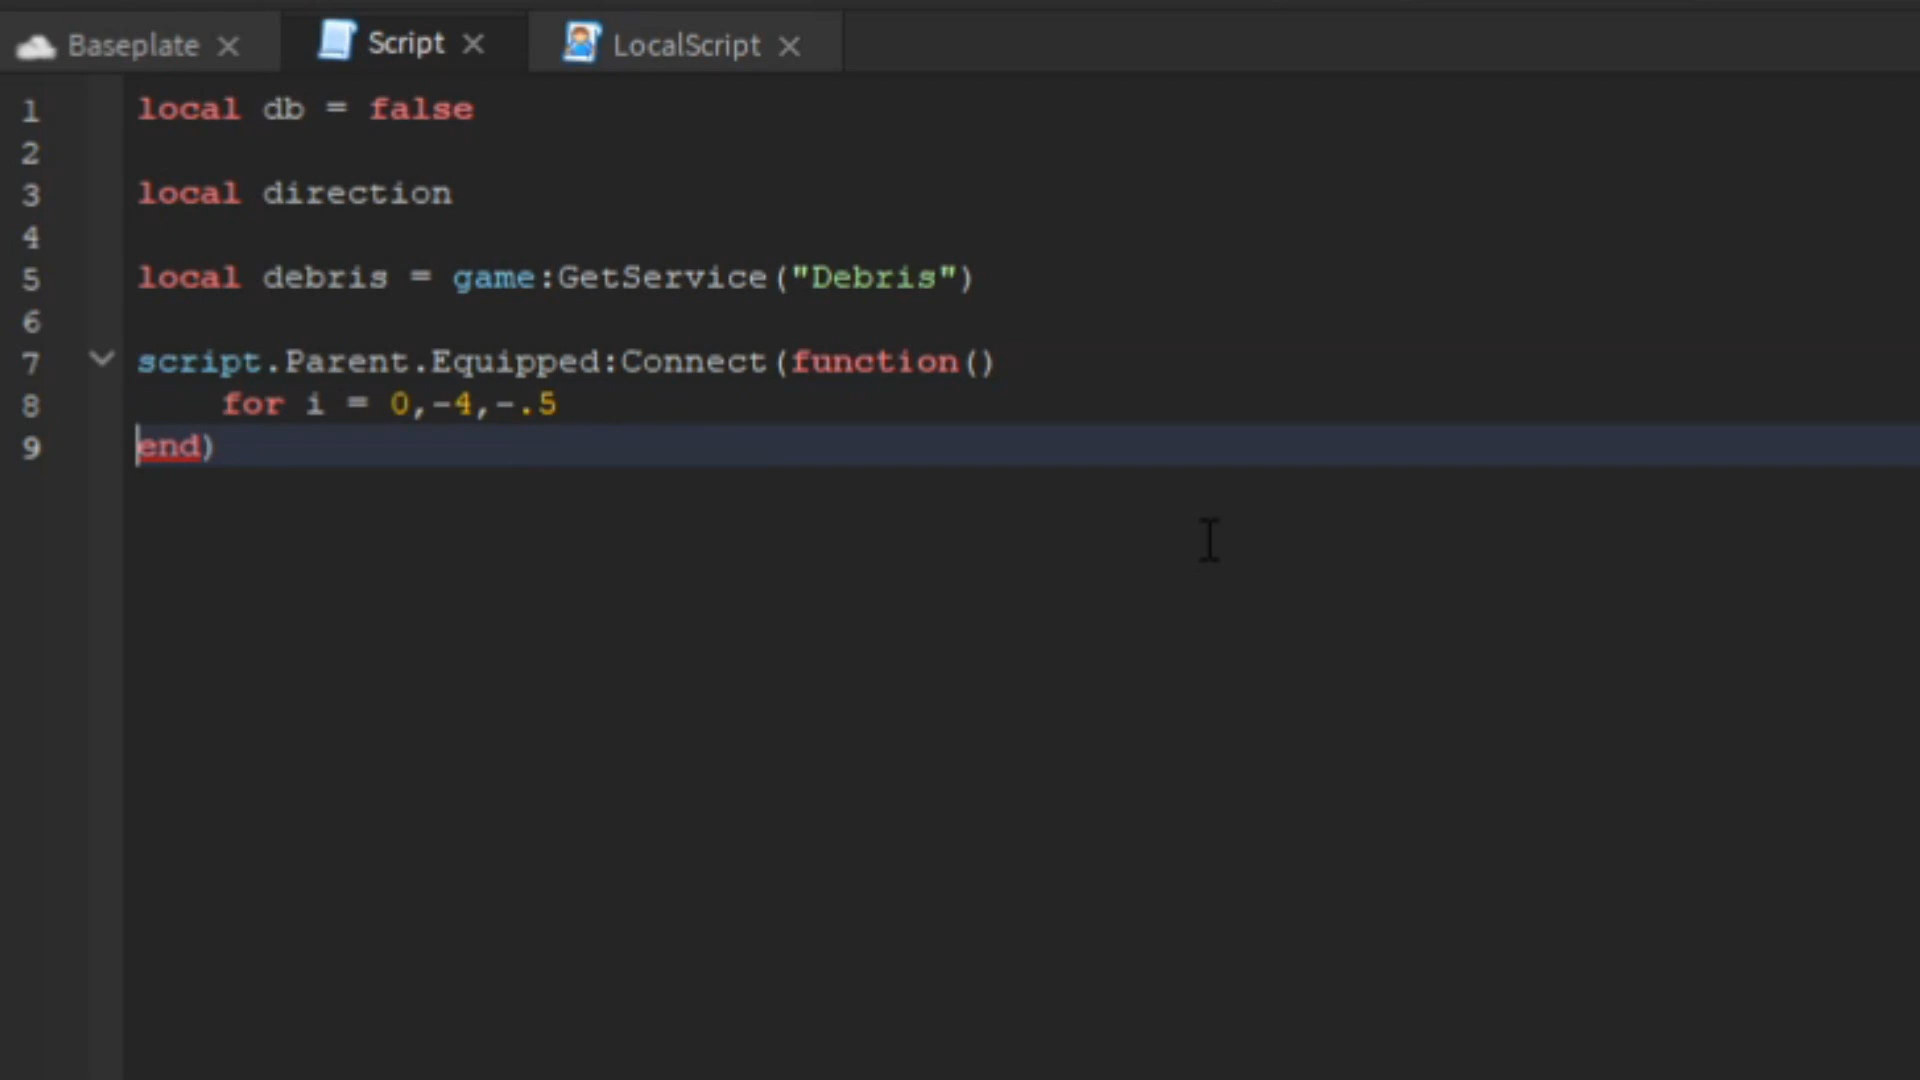 Baseplate Script LocalScript
1 local db = false
2
3 local direction
4
5 local debris = game:GetService("Debris")
6
7 script.Parent.Equipped:Connect(function()
8 for i = 0,-4,-.5
9 end)